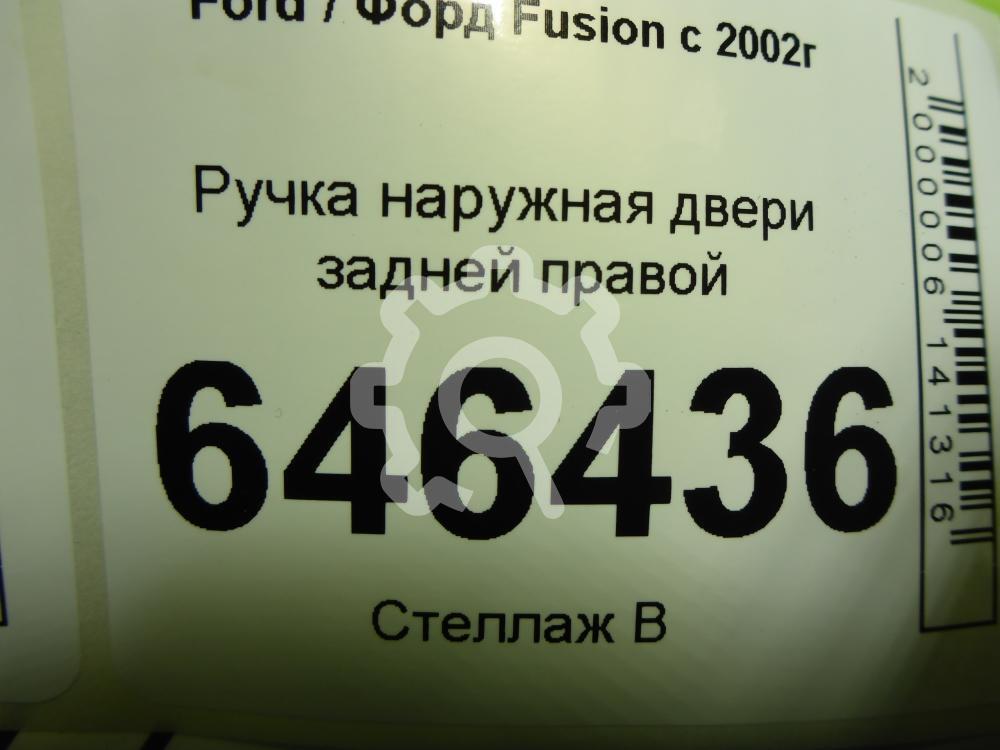 Ford / Форд Fusion с 2002г
Ручка наружная двери
задней правой
646436
Стеллаж В
2000006141316